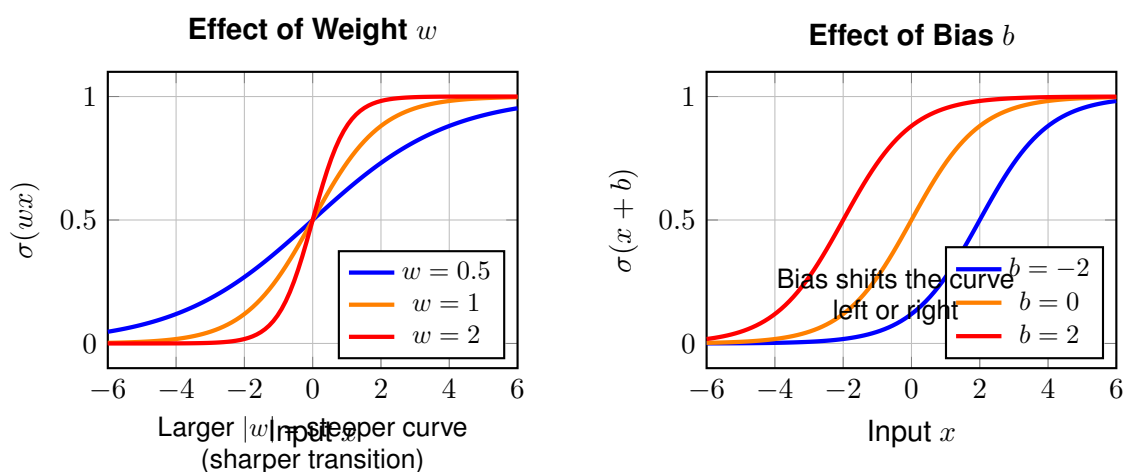 Effect of Weight w
1
0.5
0
−6 −4 −2 0 2 4 6
σ(wx)
w = 0.5
w = 1
w = 2
Input x
Larger |w| = steeper curve
(sharper transition)
Effect of Bias b
1
0.5
0
−6 −4 −2 0 2 4 6
σ(x + b)
Bias shifts the curve
left or right
b = −2
b = 0
b = 2
Input x